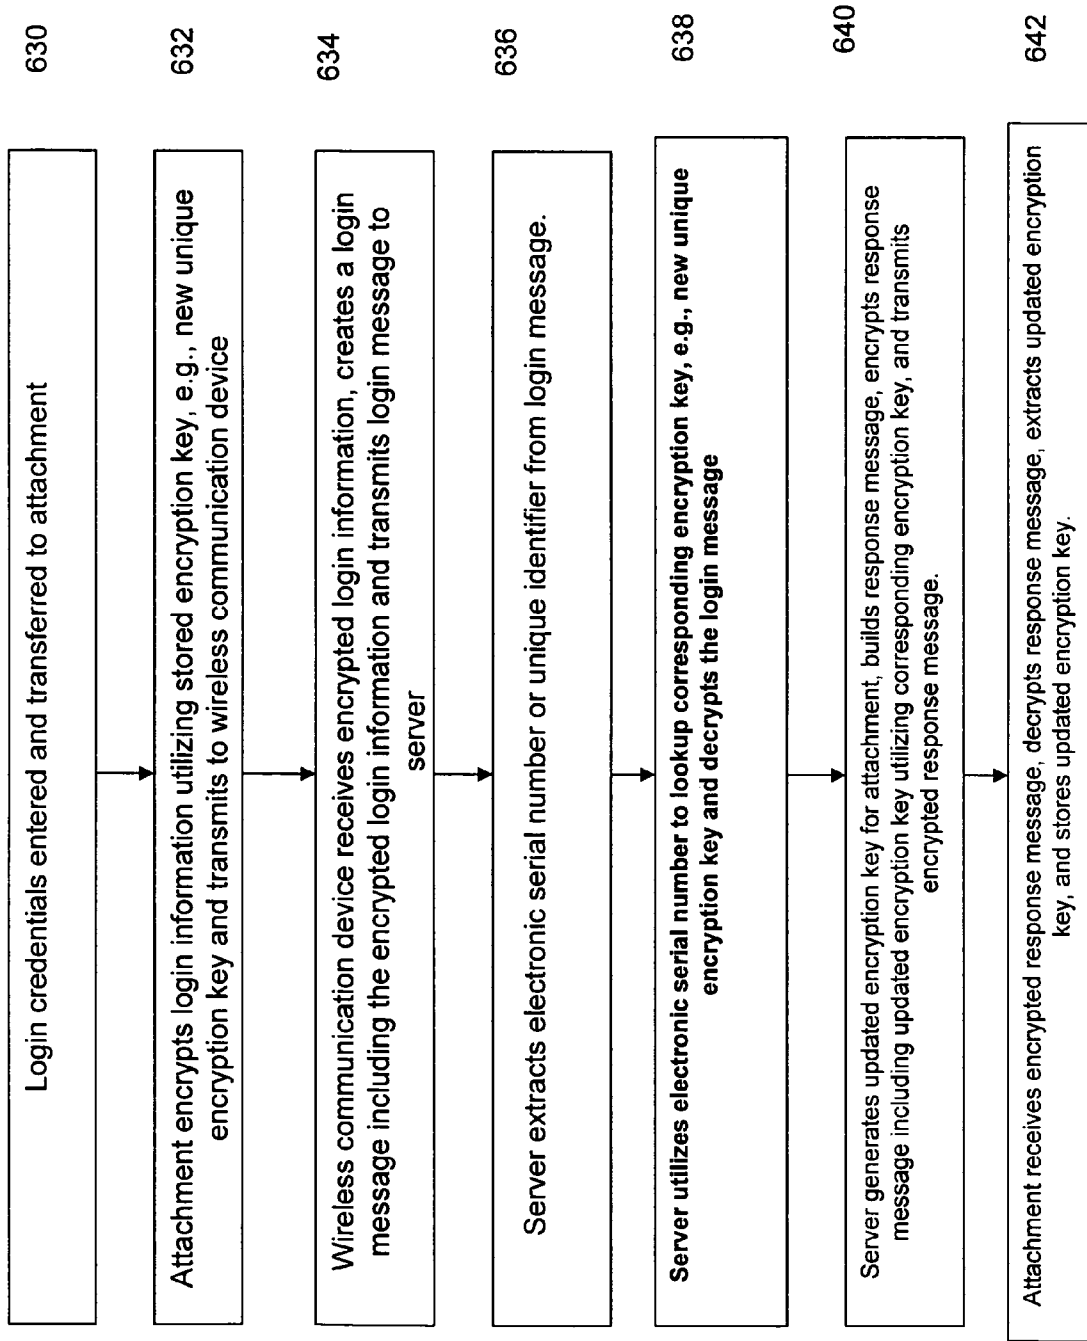 Login credentials entered and transferred to attachment
630
Attachment encrypts login information utilizing stored encryption key, e.g., new unique
encryption key and transmits to wireless communication device
632
Wireless communication device receives encrypted login information, creates a login
message including the encrypted login information and transmits login message to
server
634
Server extracts electronic serial number or unique identifier from login message.
636
Server utilizes electronic serial number to lookup corresponding encryption key, e.g., new unique
encryption key and decrypts the login message
638
Server generates updated encryption key for attachment, builds response message, encrypts response
message including updated encryption key utilizing corresponding encryption key, and transmits
encrypted response message.
640
Attachment receives encrypted response message, decrypts response message, extracts updated encryption
key, and stores updated encryption key.
642